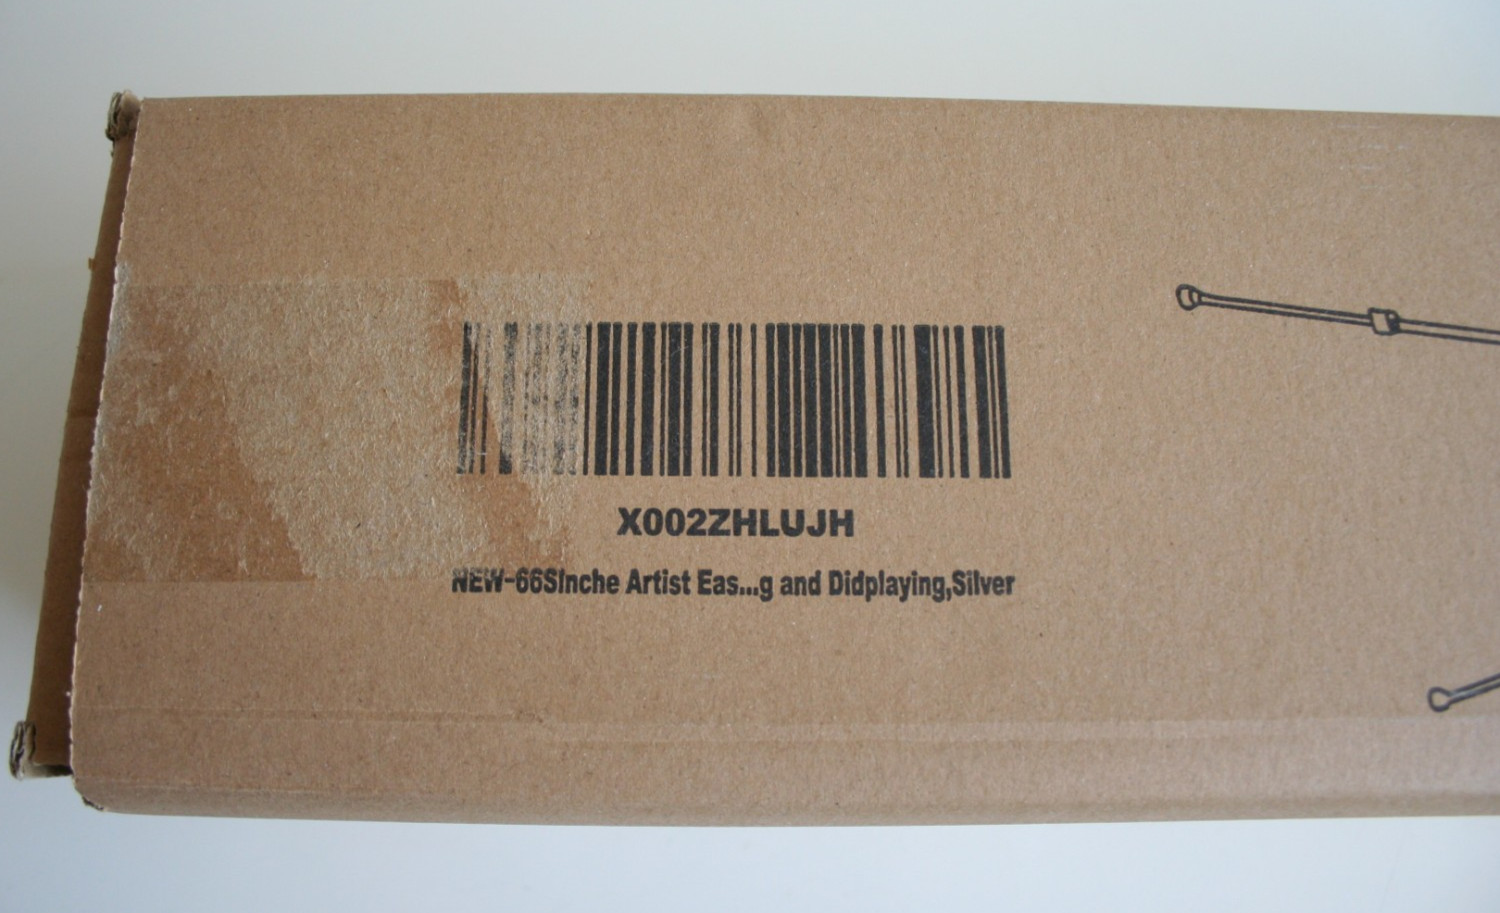 X002ZHLUJH
NEW-66SInche Artist Eas...g and Didplaying,Silver